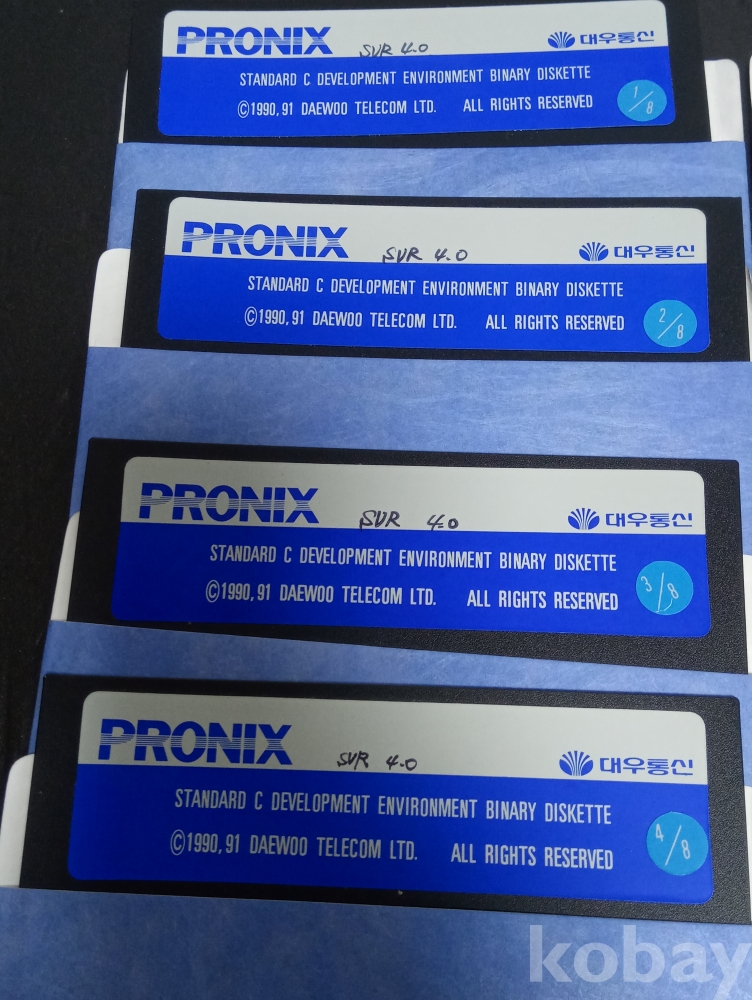 PRONIX SVR 4.0 대우통신
STANDARD C DEVELOPMENT ENVIRONMENT BINARY DISKETTE
©1990,91 DAEWOO TELECOM LTD. ALL RIGHTS RESERVED 1/8
PRONIX SVR 4.0 대우통신
STANDARD C DEVELOPMENT ENVIRONMENT BINARY DISKETTE
©1990,91 DAEWOO TELECOM LTD. ALL RIGHTS RESERVED 2/8
PRONIX SVR 4.0 대우통신
STANDARD C DEVELOPMENT ENVIRONMENT BINARY DISKETTE
©1990,91 DAEWOO TELECOM LTD. ALL RIGHTS RESERVED 3/8
PRONIX SVR 4.0 대우통신
STANDARD C DEVELOPMENT ENVIRONMENT BINARY DISKETTE
©1990,91 DAEWOO TELECOM LTD. ALL RIGHTS RESERVED 4/8
kobay